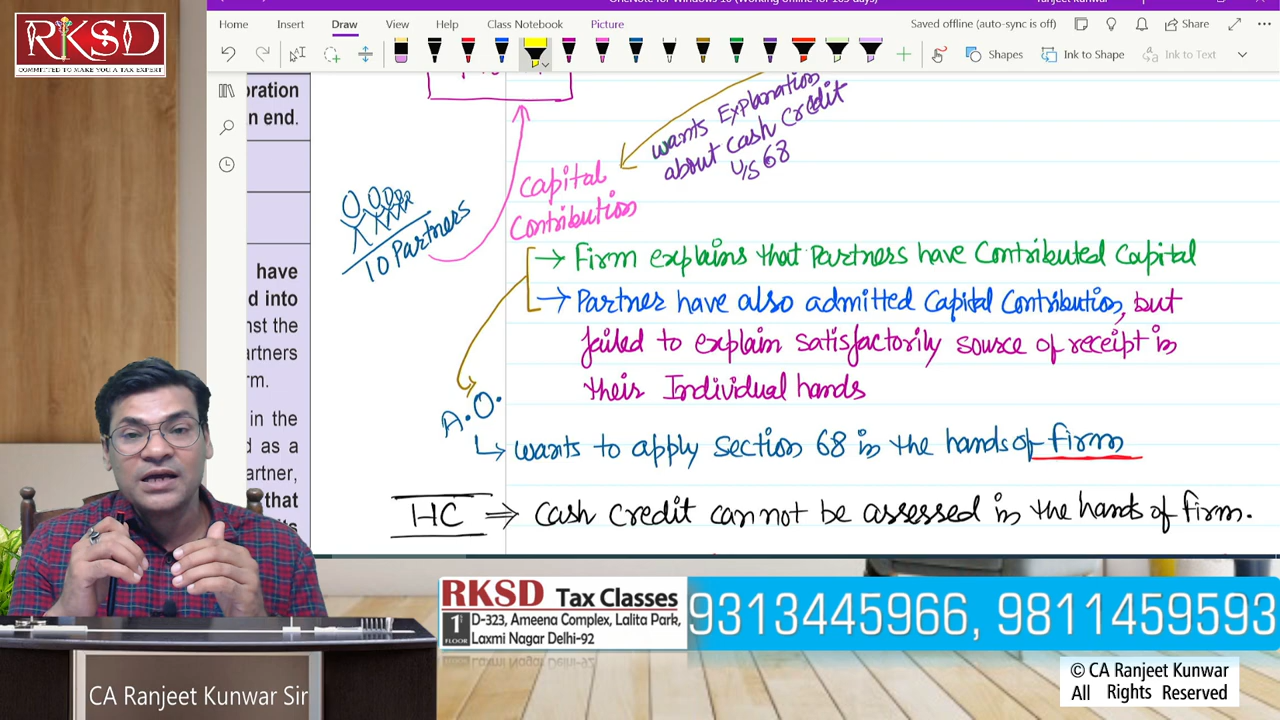 Home Insert Draw View Help Class Notebook Picture
Saved offline (auto-sync is off) Share
Shapes Ink to Shape Ink to Text
RKSD
COMMITTED TO MAKE YOU A TAX EXPERT
oration
n end.
have
d into
nst the
artners
m.
in the
d as a
artner,
that
wants Explanation
about Cash Credit
U/S 68
Capital
Contribution
10 Partners
→ Firm explains that Partners have Contributed Capital
→ Partner have also admitted Capital Contribution, but
failed to explain satisfactorily source of receipt in
their Individual hands
A.O.
↳ wants to apply section 68 in the hands of firm
HC ⇒ Cash Credit cannot be assessed in the hands of firm.
RKSD Tax Classes
1st FLOOR
D-323, Ameena Complex, Lalita Park,
Laxmi Nagar Delhi-92
9313445966, 9811459593
CA Ranjeet Kunwar Sir
© CA Ranjeet Kunwar
All Rights Reserved